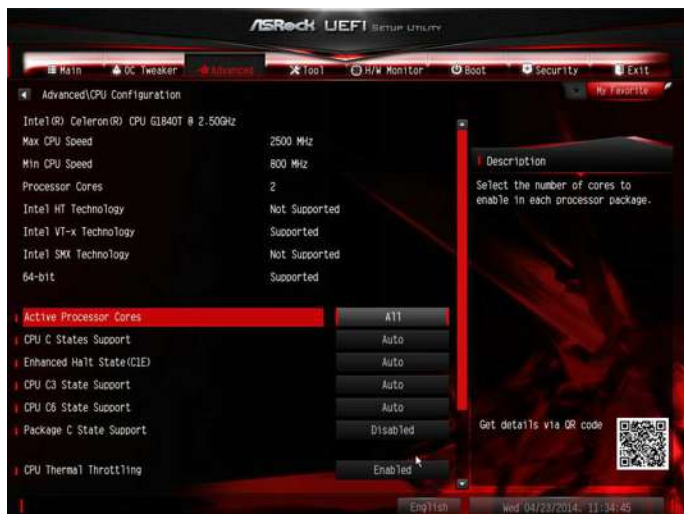 ASRock UEFI SETUP UTILITY
Main OC Tweaker Advanced Tool H/W Monitor Boot Security Exit
Advanced\CPU Configuration
My Favorite
Intel(R) Celeron(R) CPU G1840T @ 2.50GHz
Max CPU Speed 2500 MHz
Min CPU Speed 800 MHz
Processor Cores 2
Intel HT Technology Not Supported
Intel VT-x Technology Supported
Intel SMX Technology Not Supported
64-bit Supported
Active Processor Cores All
CPU C States Support Auto
Enhanced Halt State(C1E) Auto
CPU C3 State Support Auto
CPU C6 State Support Auto
Package C State Support Disabled
CPU Thermal Throttling Enabled
Description
Select the number of cores to
enable in each processor package.
Get details via QR code
English
Wed 04/23/2014, 11:34:45